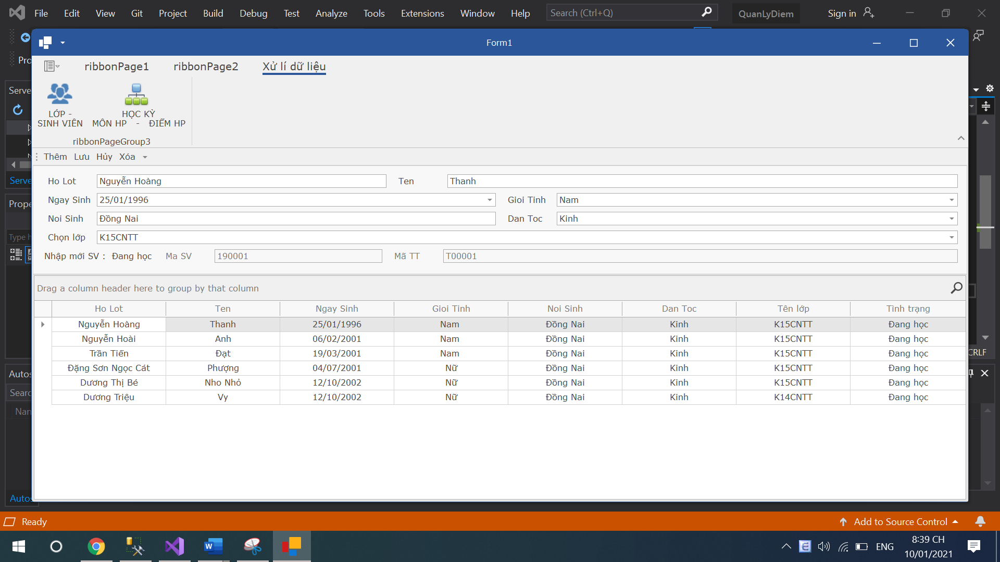 File Edit View Git Project Build Debug Test Analyze Tools Extensions Window Help Search (Ctrl+Q) QuanLyDiem Sign in
Form1
Pro
ribbonPage1 ribbonPage2 Xử lí dữ liệu
Serve
LỚP -
SINH VIÊN
HỌC KỲ
MÔN HP - ĐIỂM HP
ribbonPageGroup3
Thêm Lưu Hủy Xóa
Serve
Ho Lot Nguyễn Hoàng Ten Thanh
Prope
Ngay Sinh 25/01/1996 Gioi Tinh Nam
Noi Sinh Đồng Nai Dan Toc Kinh
Type h
Chọn lớp K15CNTT
Nhập mới SV : Đang học Ma SV 190001 Mã TT T00001
Drag a column header here to group by that column
Ho Lot Ten Ngay Sinh Gioi Tinh Noi Sinh Dan Toc Tên lớp Tình trạng
Nguyễn Hoàng Thanh 25/01/1996 Nam Đồng Nai Kinh K15CNTT Đang học
Nguyễn Hoài Anh 06/02/2001 Nam Đồng Nai Kinh K15CNTT Đang học
Trần Tiến Đạt 19/03/2001 Nam Đồng Nai Kinh K15CNTT Đang học
CRLF
Đặng Sơn Ngọc Cát Phượng 04/07/2001 Nữ Đồng Nai Kinh K15CNTT Đang học
Autos
Dương Thị Bé Nho Nhỏ 12/10/2002 Nữ Đồng Nai Kinh K15CNTT Đang học
Searc
Dương Triệu Vy 12/10/2002 Nữ Đồng Nai Kinh K14CNTT Đang học
Nan
Autos
Ready Add to Source Control
ENG
8:39 CH
10/01/2021